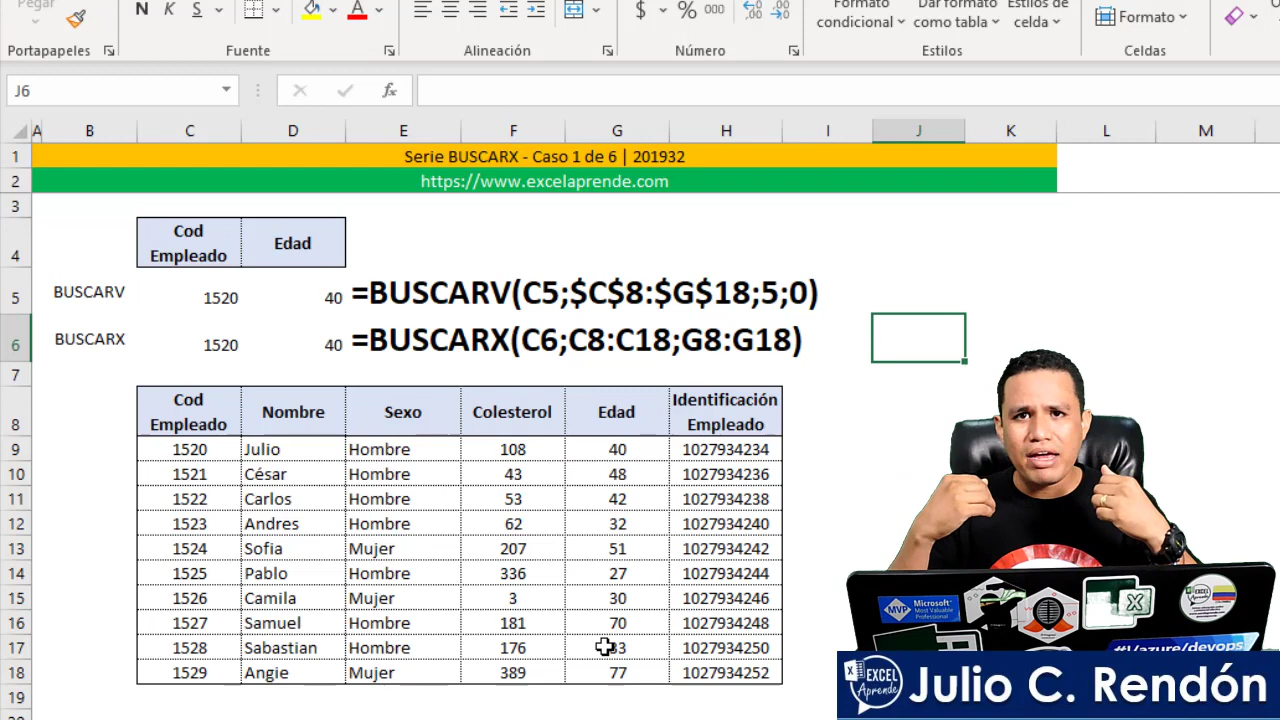 Pegar
N K S
$ % 000
Formato condicional
Dar formato como tabla
Estilos de celda
Formato
Portapapeles Fuente Alineación Número Estilos Celdas
J6 fx
A B C D E F G H I J K L M
1 Serie BUSCARX - Caso 1 de 6 | 201932
2 https://www.excelaprende.com
3
4 Cod Empleado Edad
5 BUSCARV 1520 40 =BUSCARV(C5;$C$8:$G$18;5;0)
6 BUSCARX 1520 40 =BUSCARX(C6;C8:C18;G8:G18)
7
8 Cod Empleado Nombre Sexo Colesterol Edad Identificación Empleado
9 1520 Julio Hombre 108 40 1027934234
10 1521 César Hombre 43 48 1027934236
11 1522 Carlos Hombre 53 42 1027934238
12 1523 Andres Hombre 62 32 1027934240
13 1524 Sofia Mujer 207 51 1027934242
14 1525 Pablo Hombre 336 27 1027934244
15 1526 Camila Mujer 3 30 1027934246
16 1527 Samuel Hombre 181 70 1027934248
17 1528 Sabastian Hombre 176 1027934250
18 1529 Angie Mujer 389 77 1027934252
19
MVP Microsoft
Most Valuable
Professional
EXCEL
Aprende
Julio C. Rendón